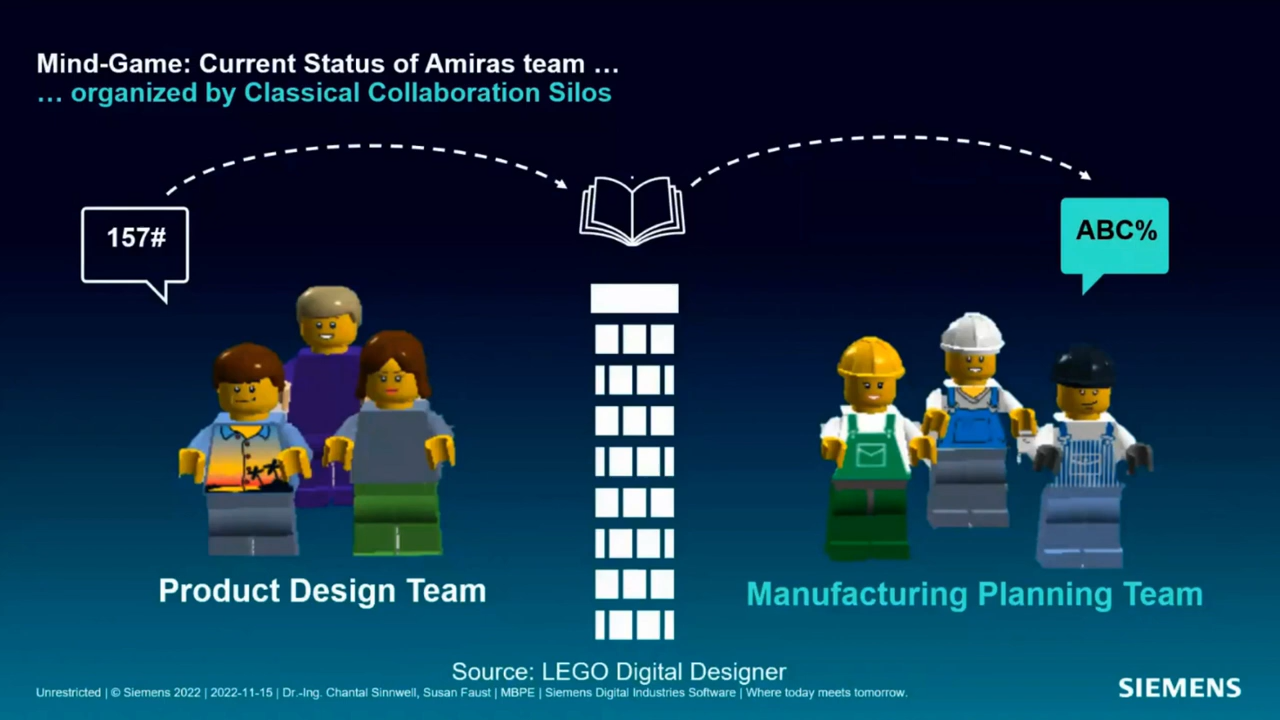 Mind-Game: Current Status of Amiras team …
… organized by Classical Collaboration Silos
157#
ABC%
Product Design Team
Manufacturing Planning Team
Source: LEGO Digital Designer
Unrestricted | © Siemens 2022 | 2022-11-15 | Dr.-Ing. Chantal Sinnwell, Susan Faust | MBPE | Siemens Digital Industries Software | Where today meets tomorrow.
SIEMENS